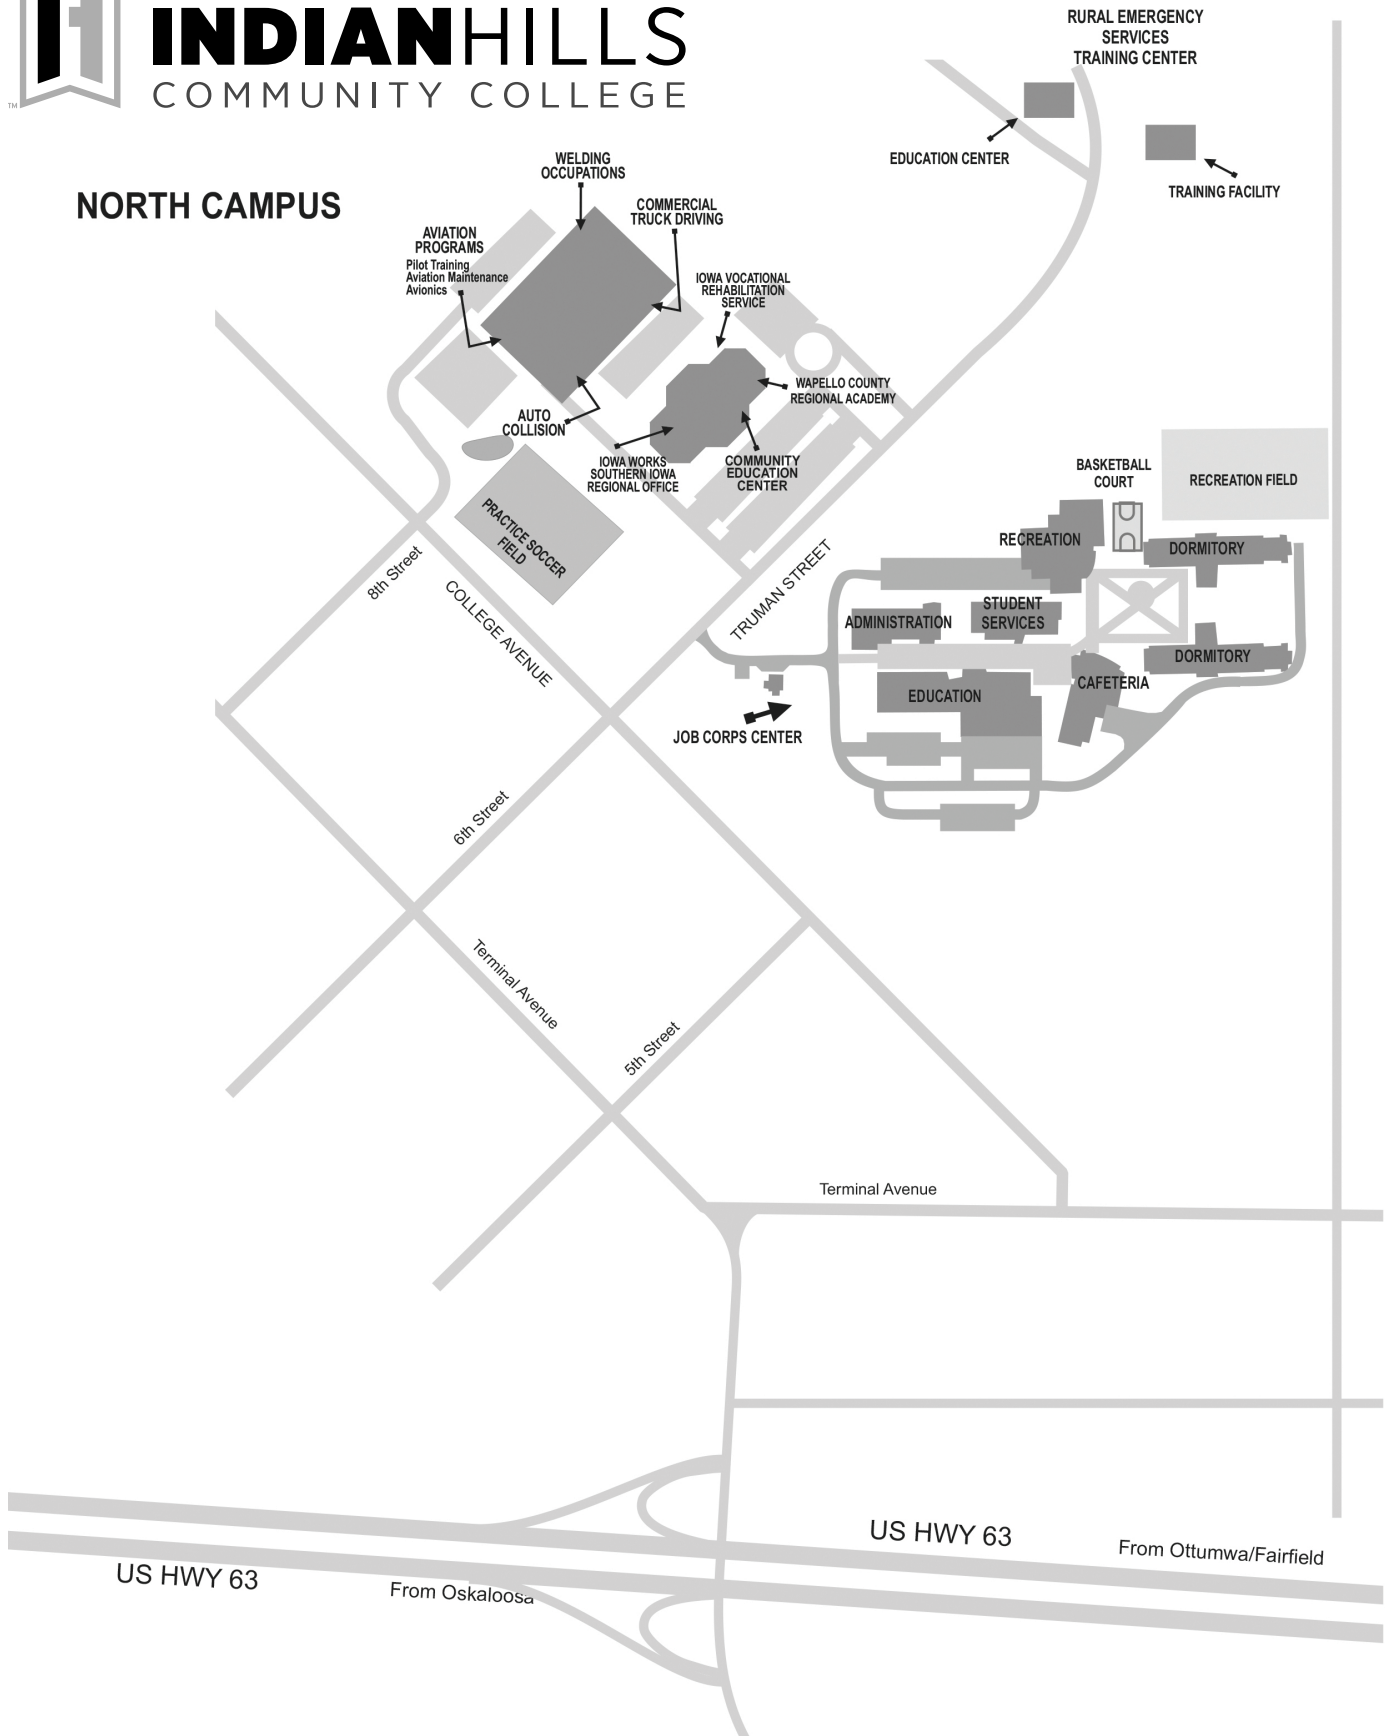 INDIANHILLS
COMMUNITY COLLEGE
TM
NORTH CAMPUS
RURAL EMERGENCY
SERVICES
TRAINING CENTER
EDUCATION CENTER
TRAINING FACILITY
WELDING
OCCUPATIONS
COMMERCIAL
TRUCK DRIVING
AVIATION
PROGRAMS
Pilot Training
Aviation Maintenance
Avionics
IOWA VOCATIONAL
REHABILITATION
SERVICE
WAPELLO COUNTY
REGIONAL ACADEMY
AUTO
COLLISION
IOWA WORKS
SOUTHERN IOWA
REGIONAL OFFICE
COMMUNITY
EDUCATION
CENTER
PRACTICE SOCCER
FIELD
BASKETBALL
COURT
RECREATION FIELD
RECREATION
DORMITORY
8th Street
COLLEGE AVENUE
TRUMAN STREET
ADMINISTRATION
STUDENT
SERVICES
DORMITORY
CAFETERIA
EDUCATION
JOB CORPS CENTER
6th Street
Terminal Avenue
5th Street
Terminal Avenue
US HWY 63
From Ottumwa/Fairfield
US HWY 63
From Oskaloosa